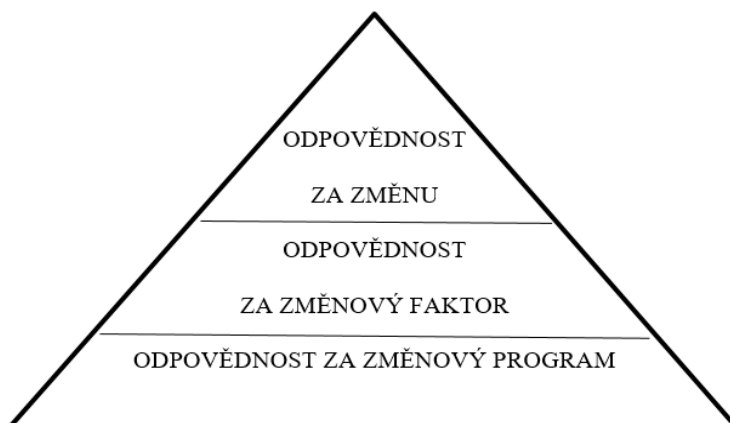 ODPOVĚDNOST
ZA ZMĚNU
ODPOVĚDNOST
ZA ZMĚNOVÝ FAKTOR
ODPOVĚDNOST ZA ZMĚNOVÝ PROGRAM